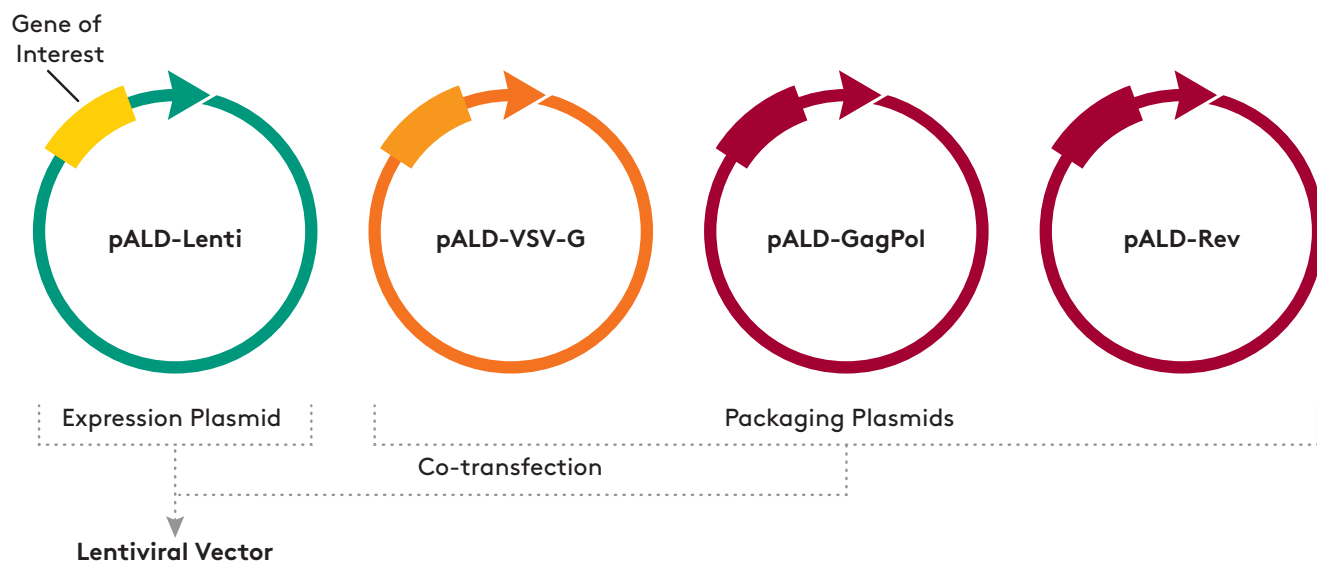 Gene of
Interest
pALD-Lenti
pALD-VSV-G
pALD-GagPol
pALD-Rev
Expression Plasmid
Packaging Plasmids
Co-transfection
Lentiviral Vector